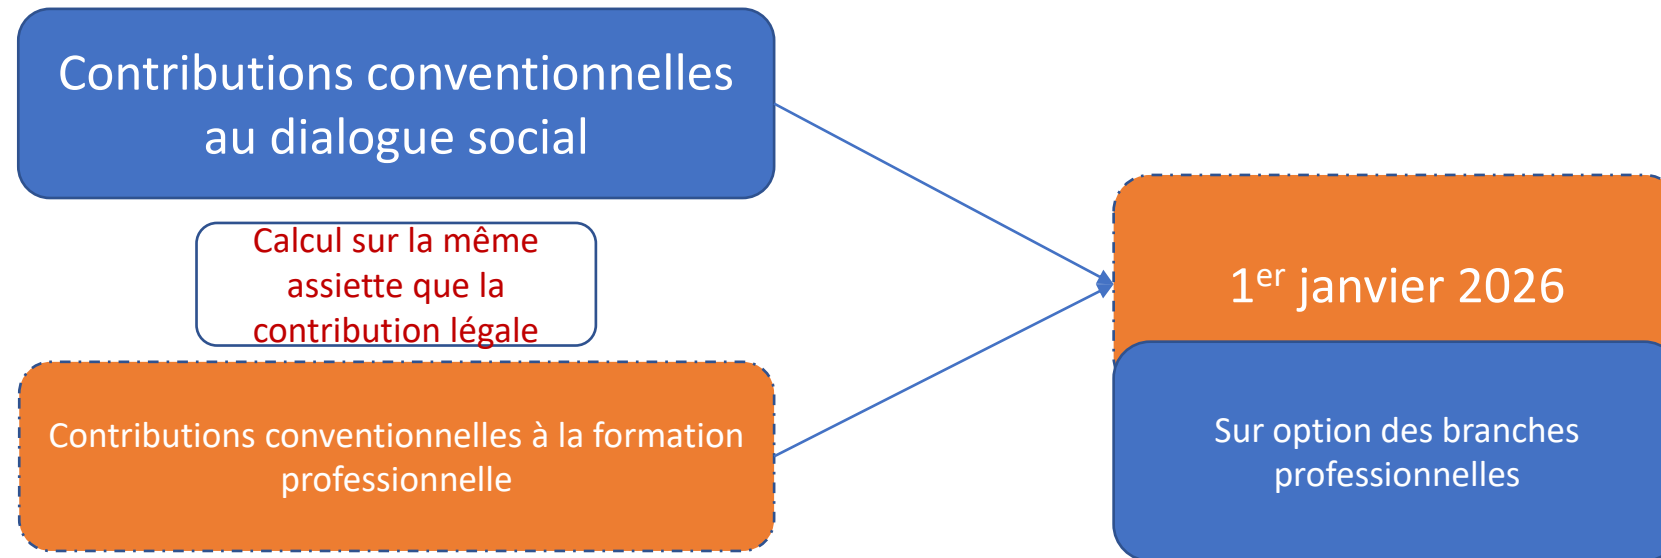 Contributions conventionnelles
au dialogue social
Calcul sur la même
assiette que la
contribution légale
Contributions conventionnelles à la formation
professionnelle
1er janvier 2026
Sur option des branches
professionnelles